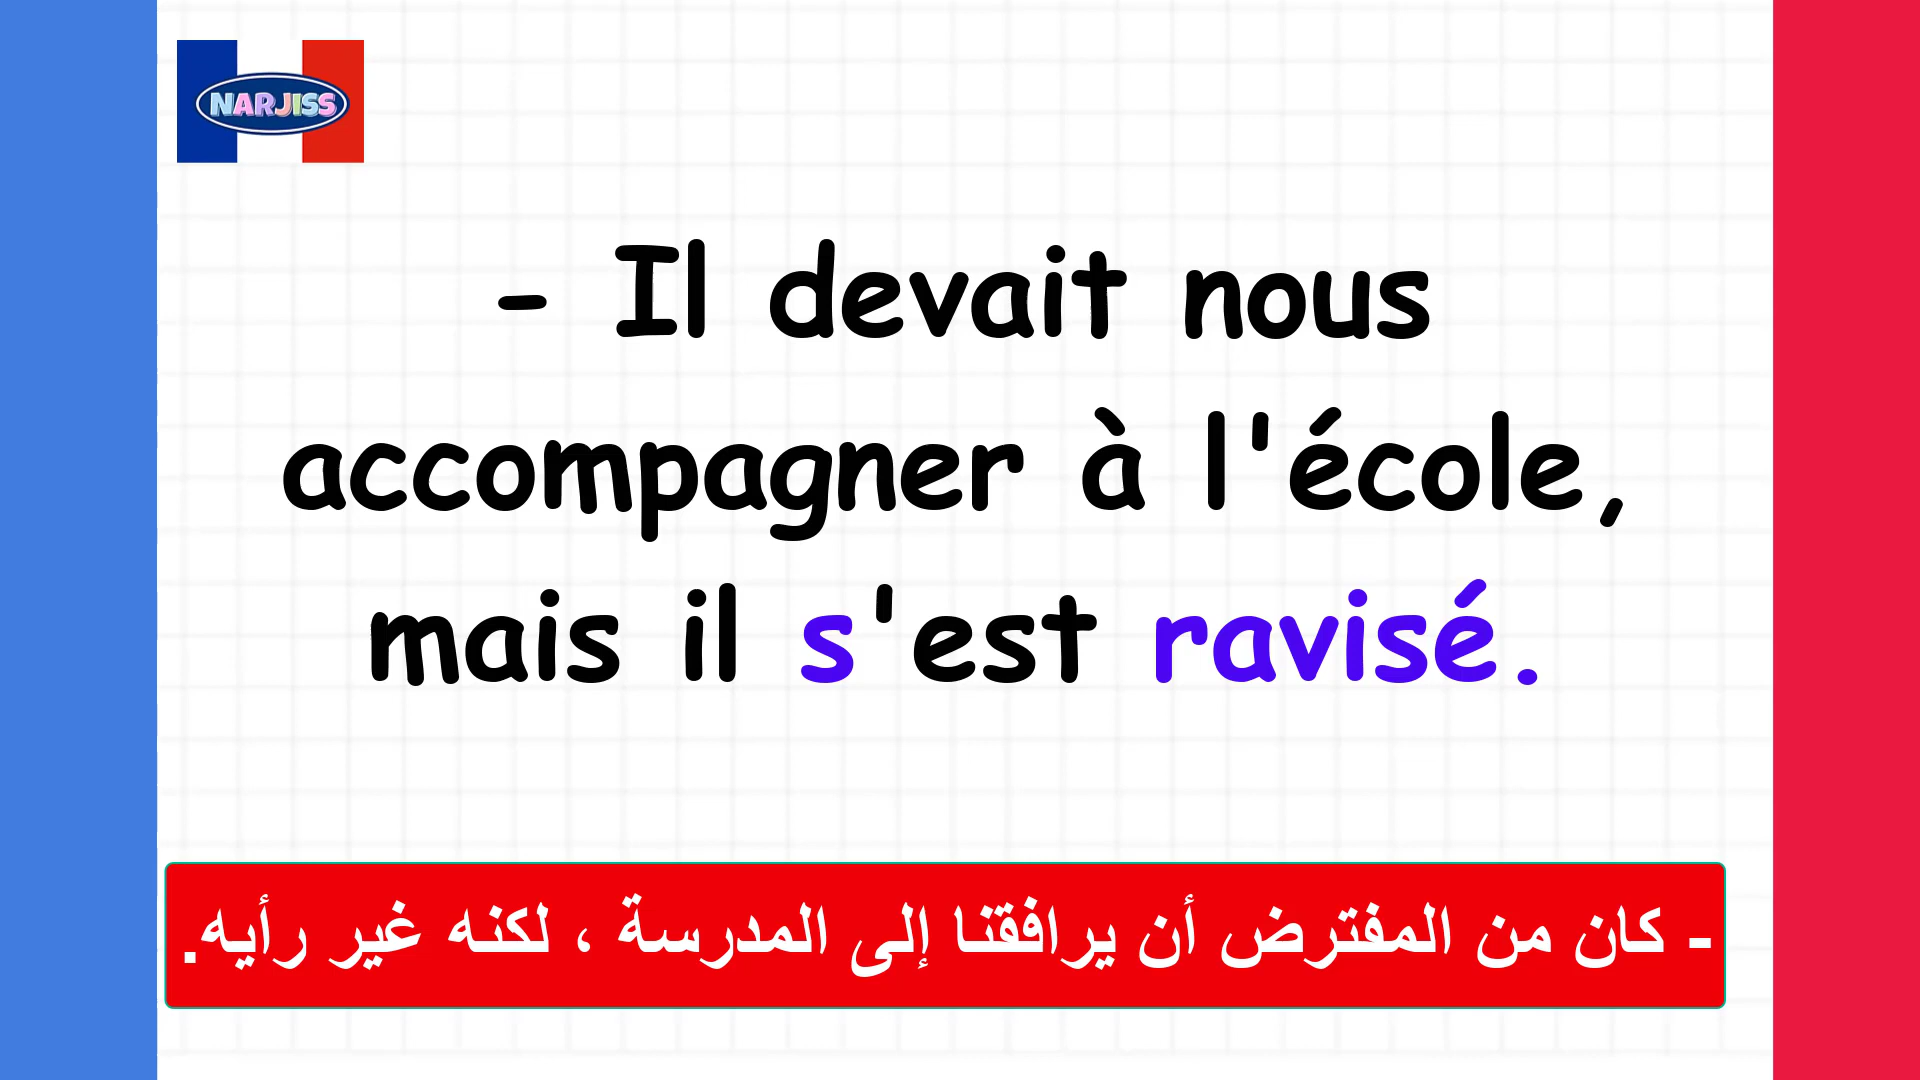 NARJISS
- Il devait nous
accompagner à l'école,
mais il s'est ravisé.
- كان من المفترض أن يرافقنا إلى المدرسة ، لكنه غير رأيه.